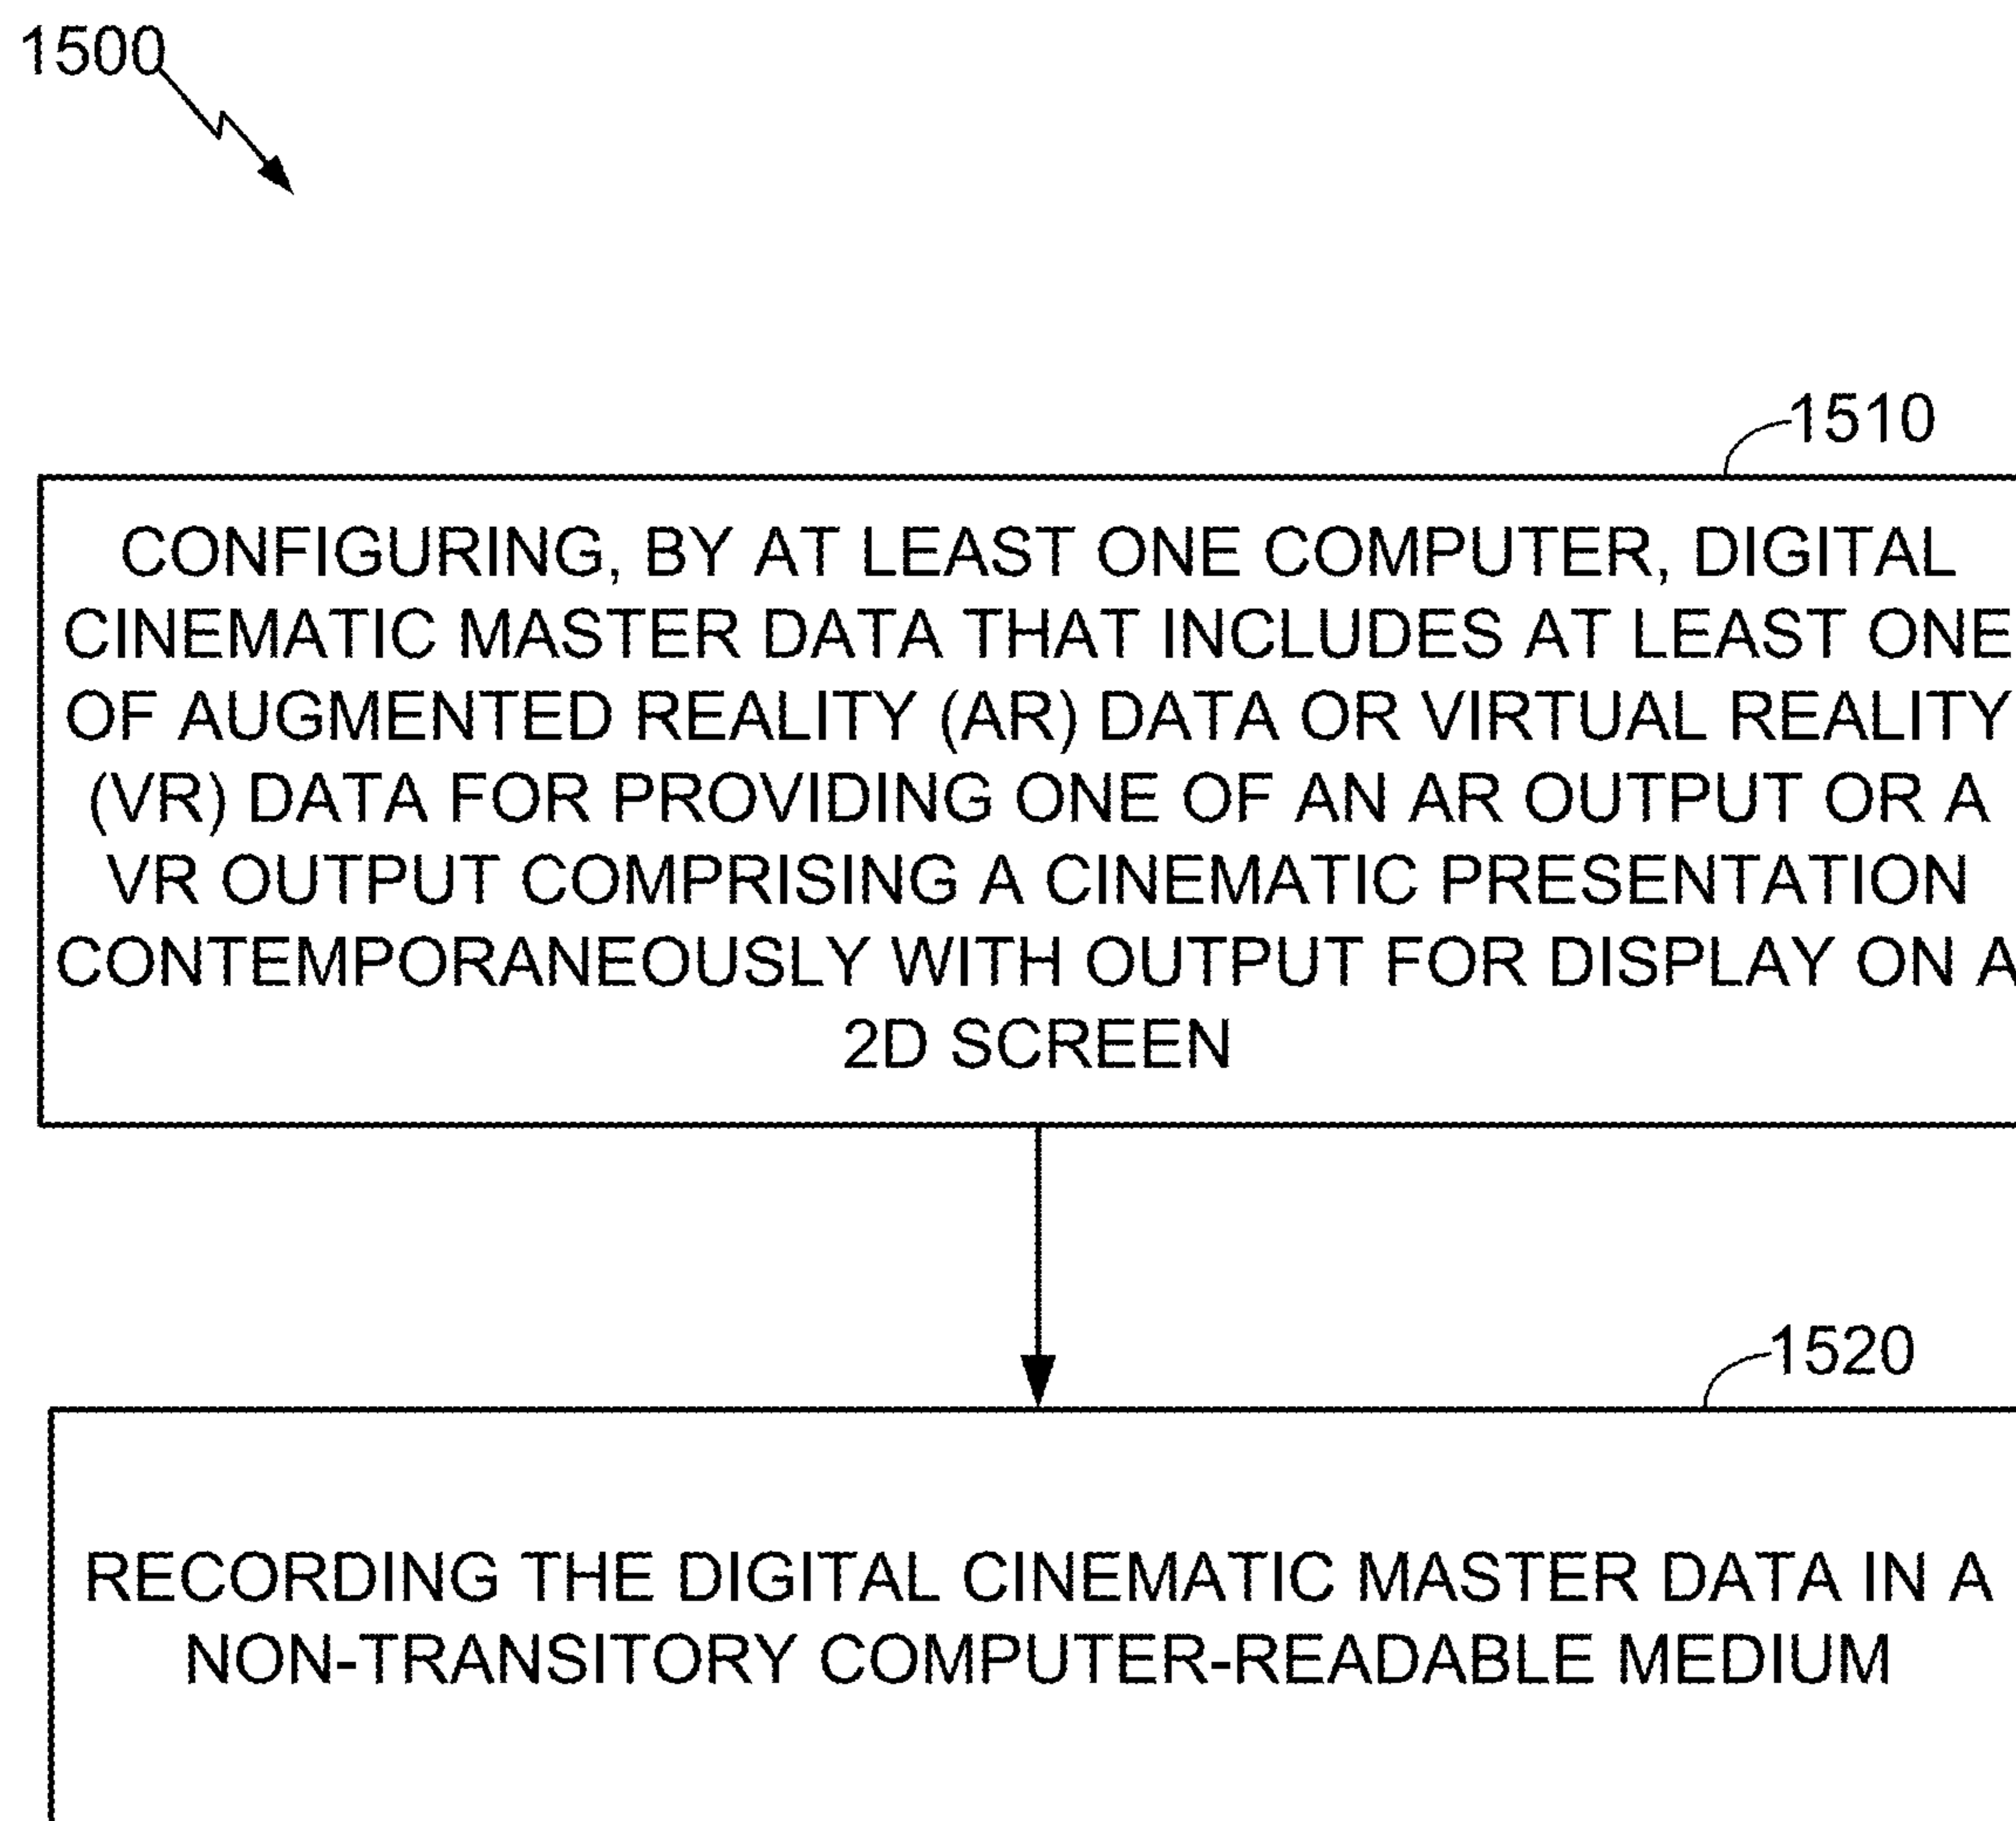 1500
1510
CONFIGURING, BY AT LEAST ONE COMPUTER, DIGITAL
CINEMATIC MASTER DATA THAT INCLUDES AT LEAST ONE
OF AUGMENTED REALITY (AR) DATA OR VIRTUAL REALITY
(VR) DATA FOR PROVIDING ONE OF AN AR OUTPUT OR A
VR OUTPUT COMPRISING A CINEMATIC PRESENTATION
CONTEMPORANEOUSLY WITH OUTPUT FOR DISPLAY ON A
2D SCREEN
1520
RECORDING THE DIGITAL CINEMATIC MASTER DATA IN A
NON-TRANSITORY COMPUTER-READABLE MEDIUM